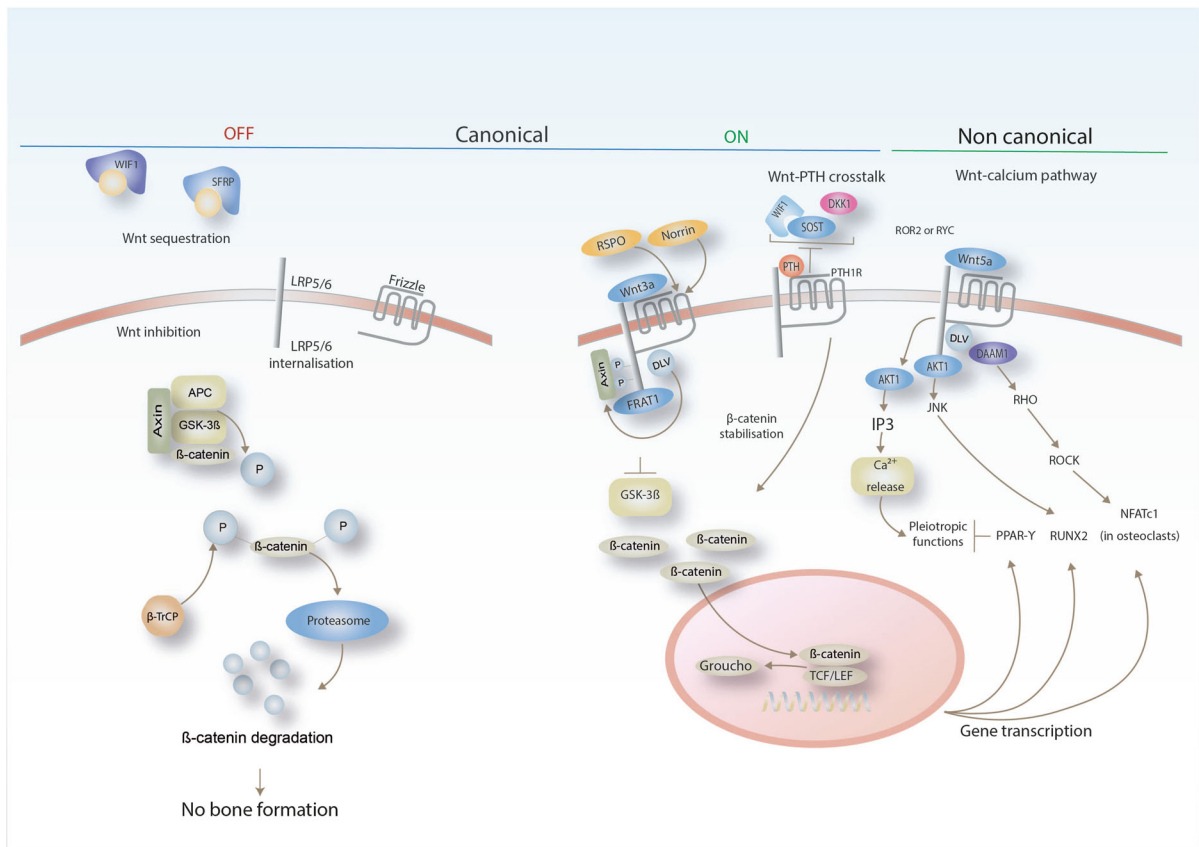 OFF
Canonical
ON
Non canonical
WIF1
SFRP
Wnt sequestration
LRP5/6
Frizzle
Wnt inhibition
LRP5/6
internalisation
Axin
APC
GSK-3ß
ß-catenin
P
P
P
ß-catenin
β-TrCP
Proteasome
ß-catenin degradation
No bone formation
Wnt-PTH crosstalk
WIF1
DKK1
SOST
RSPO
Norrin
PTH
PTH1R
Wnt3a
Axin
P
P
DLV
FRAT1
β-catenin
stabilisation
GSK-3ß
ß-catenin
ß-catenin
ß-catenin
ß-catenin
Groucho
TCF/LEF
Wnt-calcium pathway
ROR2 or RYC
Wnt5a
DLV
DAAM1
AKT1
AKT1
JNK
RHO
IP3
ROCK
Ca²⁺
release
NFATc1
(in osteoclasts)
Pleiotropic
functions
PPAR-Y
RUNX2
Gene transcription